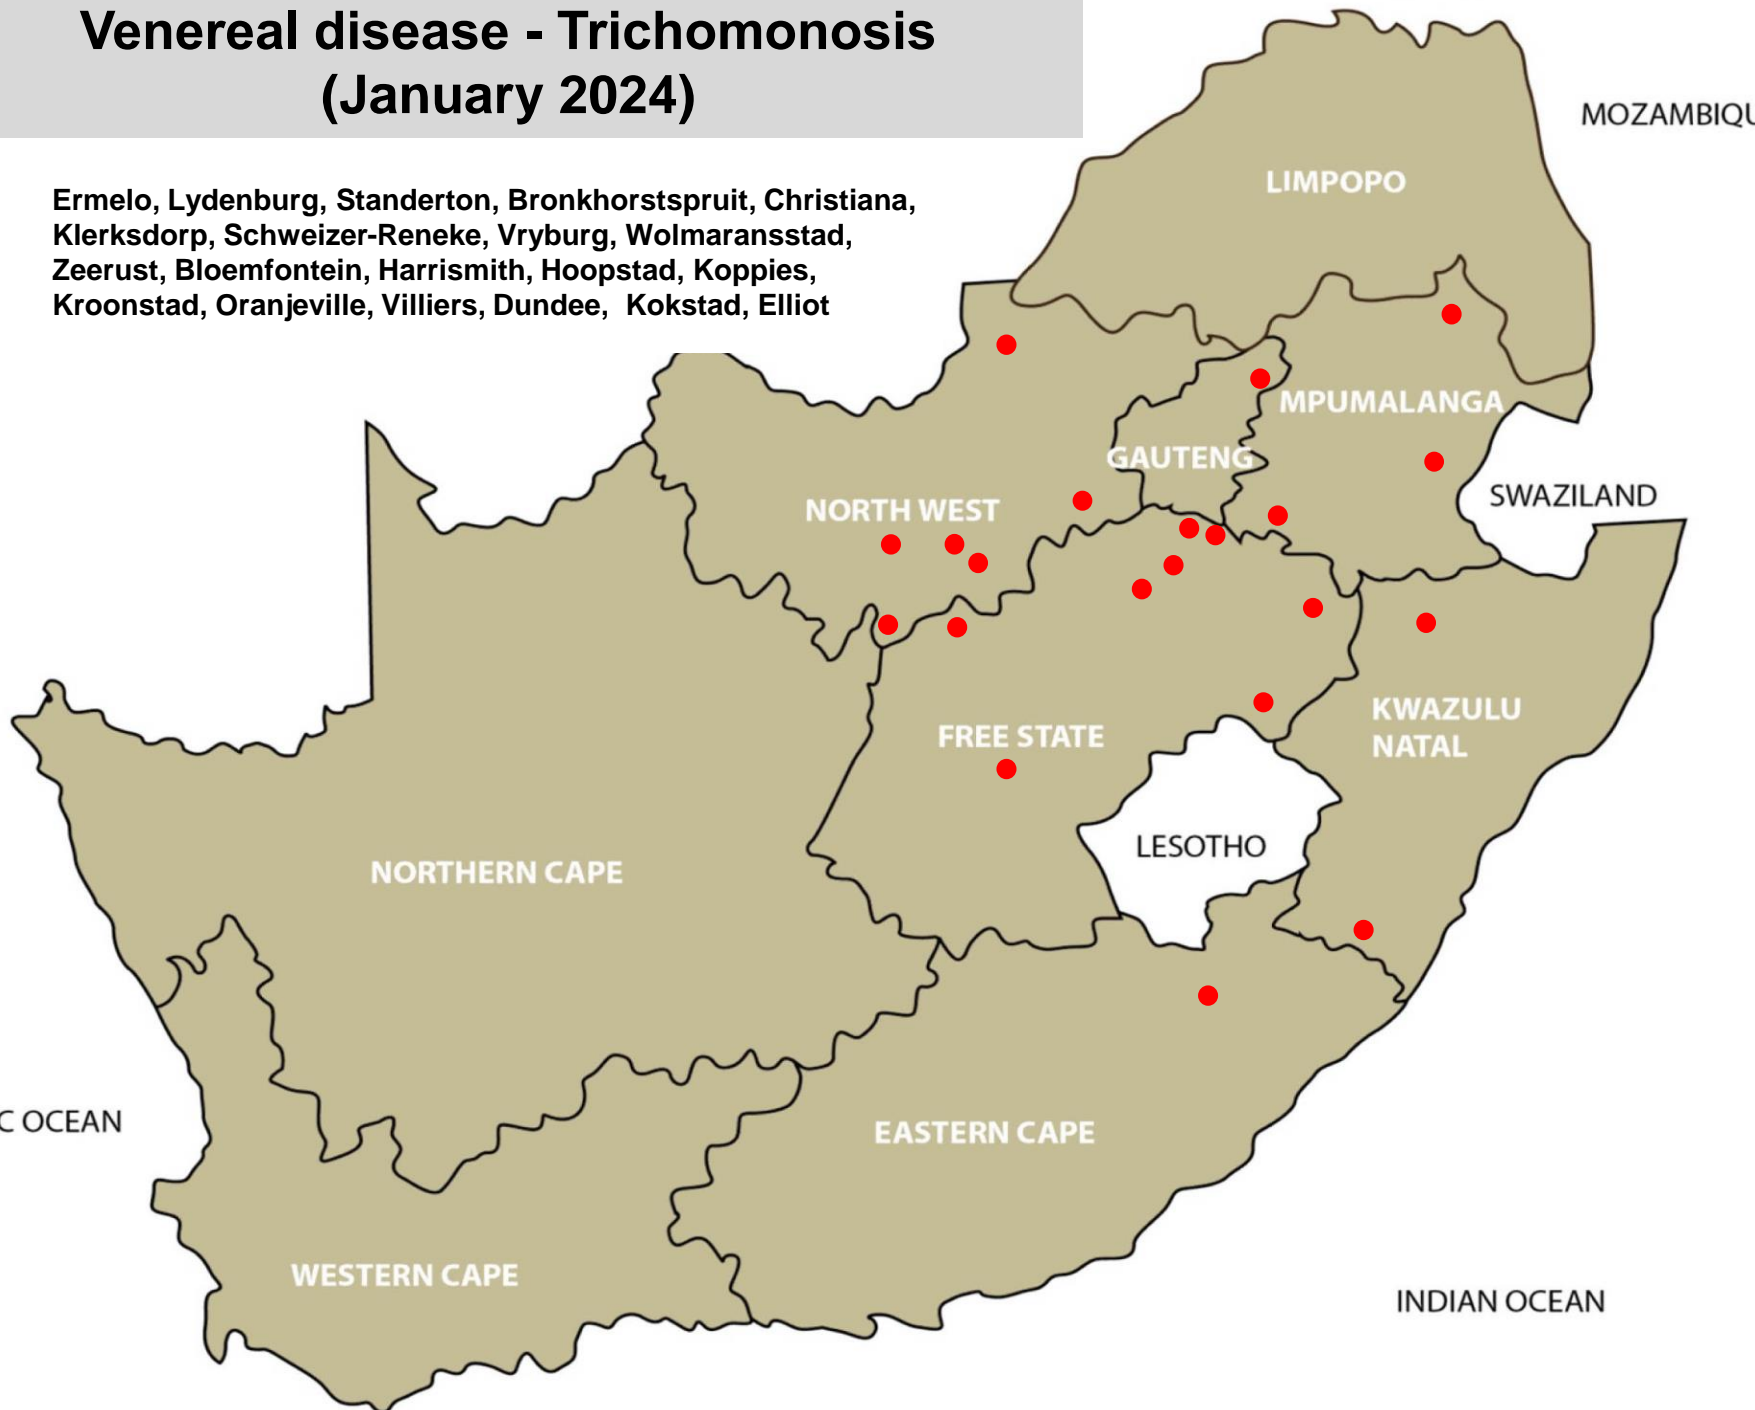 Venereal disease - Trichomonosis
(January 2024)
Ermelo, Lydenburg, Standerton, Bronkhorstspruit, Christiana,
Klerksdorp, Schweizer-Reneke, Vryburg, Wolmaransstad,
Zeerust, Bloemfontein, Harrismith, Hoopstad, Koppies,
Kroonstad, Oranjeville, Villiers, Dundee,  Kokstad, Elliot
MOZAMBIQU
LIMPOPO
MPUMALANGA
GAUTENG
SWAZILAND
NORTH WEST
KWAZULU
NATAL
FREE STATE
LESOTHO
NORTHERN CAPE
C OCEAN
EASTERN CAPE
WESTERN CAPE
INDIAN OCEAN